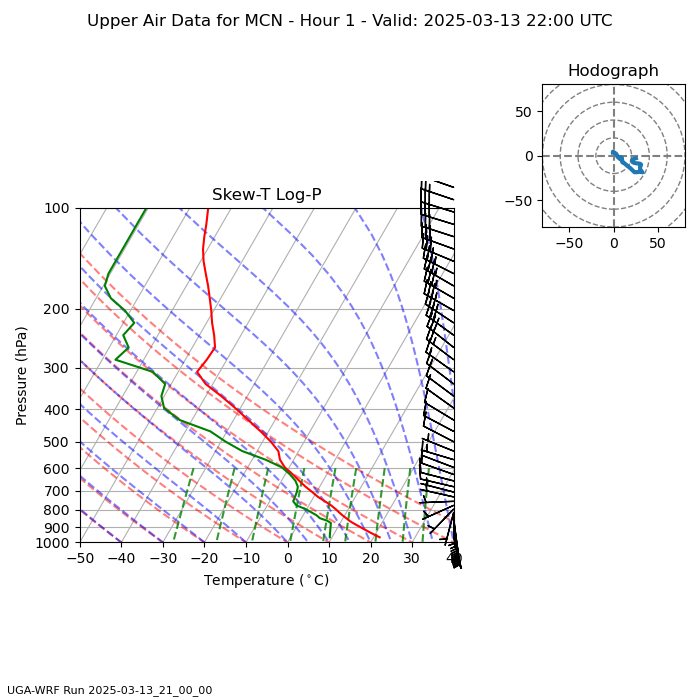 Upper Air Data for MCN - Hour 1 - Valid: 2025-03-13 22:00 UTC
Hodograph
50
0
−50
−50 0 50
Skew-T Log-P
Pressure (hPa)
100
200
300
400
500
600
700
800
900
1000
−50 −40 −30 −20 −10 0 10 20 30 40
Temperature (°C)
UGA-WRF Run 2025-03-13_21_00_00